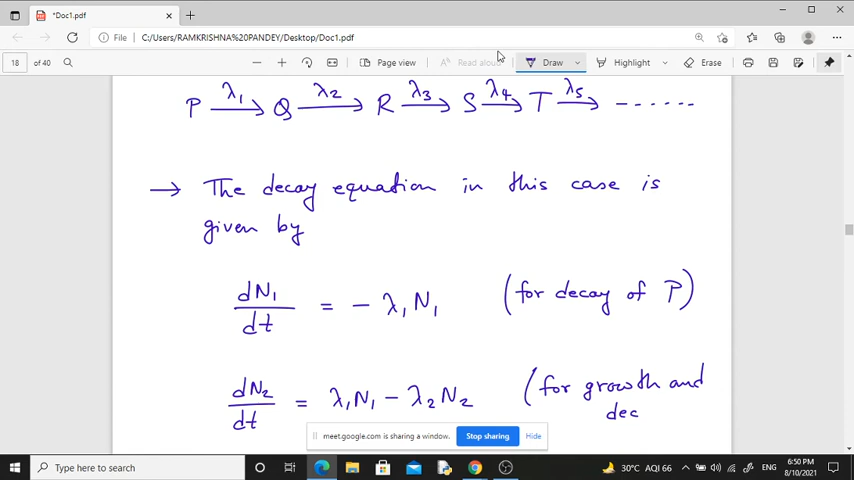 *Doc1.pdf
File C:/Users/RAMKRISHNA%20PANDEY/Desktop/Doc1.pdf
18 of 40 Page view Read aloud Draw Highlight Erase
P λ1 Q λ2 R λ3 S λ4 T λ5 ......
→ The decay equation in this case is
given by
dN1/dt = - λ1N1 (for decay of P)
dN2/dt = λ1N1 - λ2N2 (for growth and
dec
meet.google.com is sharing a window. Stop sharing Hide
Type here to search 30°C AQI 66 ENG 6:50 PM
8/10/2021